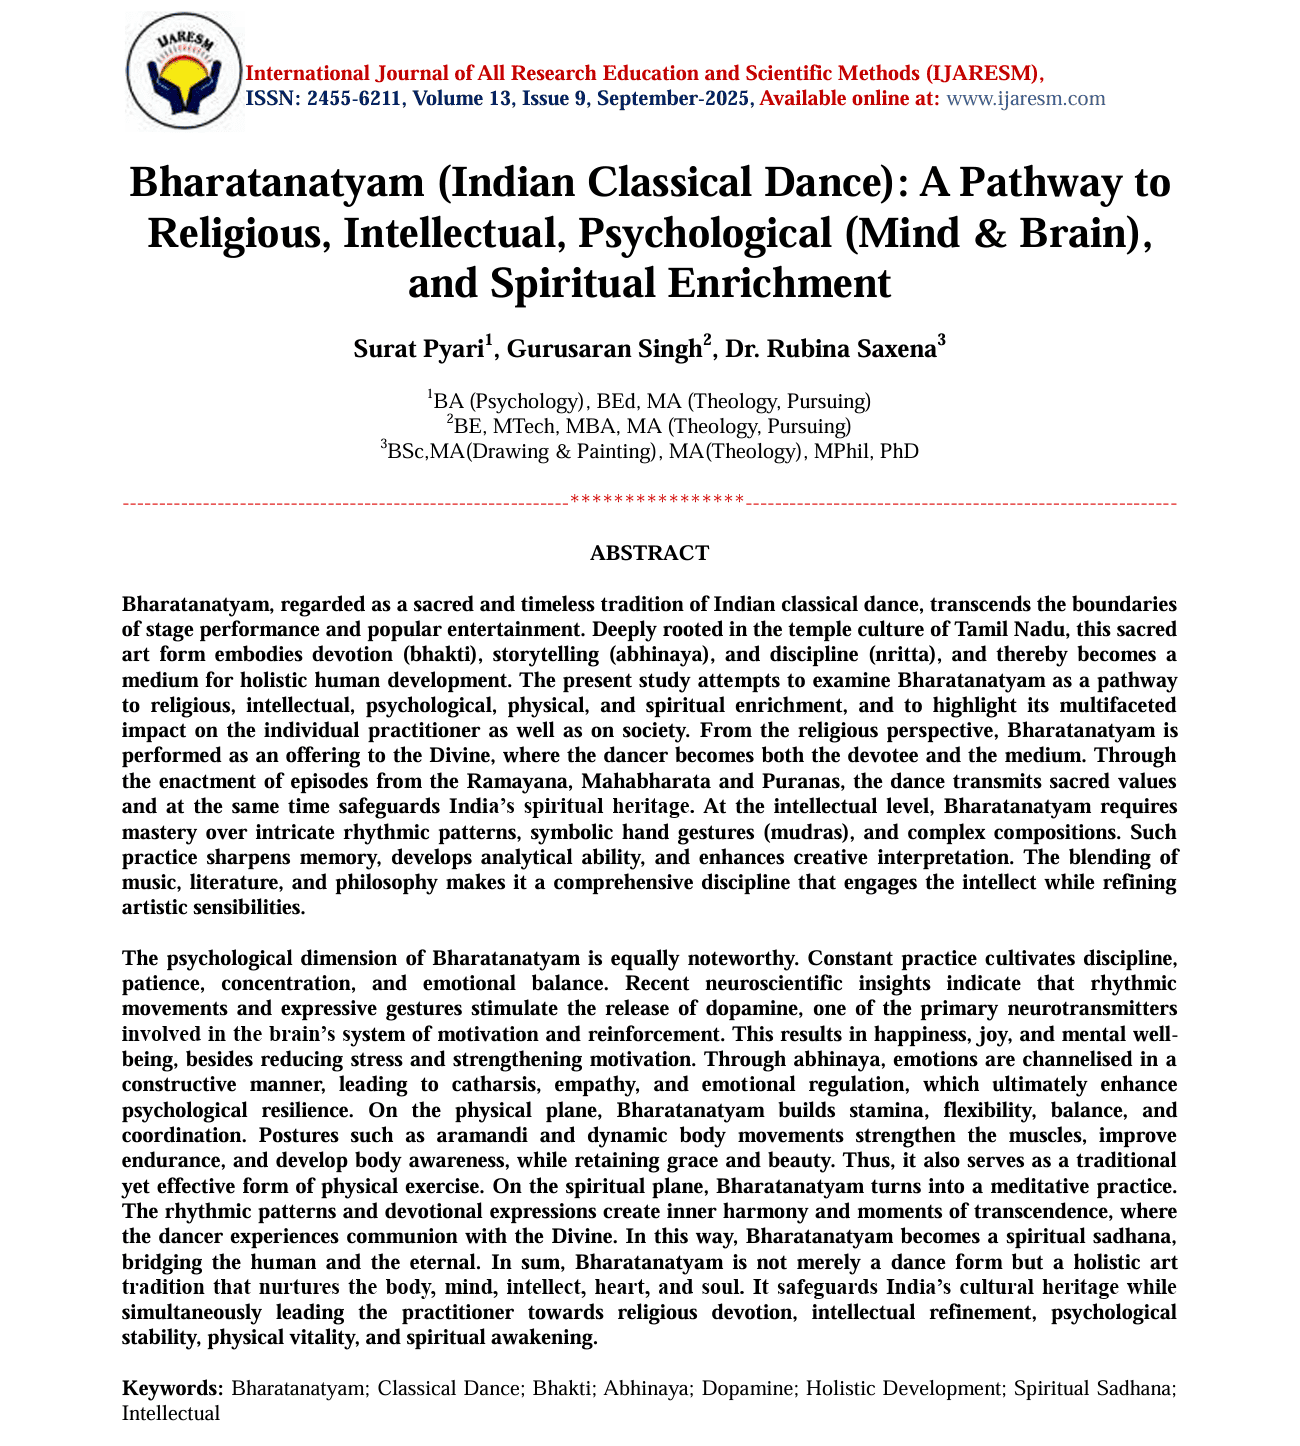 IJARESM
International Journal of All Research Education and Scientific Methods (IJARESM),
ISSN: 2455-6211, Volume 13, Issue 9, September-2025, Available online at: www.ijaresm.com
Bharatanatyam (Indian Classical Dance): A Pathway to
Religious, Intellectual, Psychological (Mind & Brain),
and Spiritual Enrichment
Surat Pyari¹, Gurusaran Singh², Dr. Rubina Saxena³
¹BA (Psychology), BEd, MA (Theology, Pursuing)
²BE, MTech, MBA, MA (Theology, Pursuing)
³BSc,MA(Drawing & Painting), MA(Theology), MPhil, PhD
--------------------------------------------------------------****************------------------------------------------------------------
ABSTRACT
Bharatanatyam, regarded as a sacred and timeless tradition of Indian classical dance, transcends the boundaries
of stage performance and popular entertainment. Deeply rooted in the temple culture of Tamil Nadu, this sacred
art form embodies devotion (bhakti), storytelling (abhinaya), and discipline (nritta), and thereby becomes a
medium for holistic human development. The present study attempts to examine Bharatanatyam as a pathway
to religious, intellectual, psychological, physical, and spiritual enrichment, and to highlight its multifaceted
impact on the individual practitioner as well as on society. From the religious perspective, Bharatanatyam is
performed as an offering to the Divine, where the dancer becomes both the devotee and the medium. Through
the enactment of episodes from the Ramayana, Mahabharata and Puranas, the dance transmits sacred values
and at the same time safeguards India’s spiritual heritage. At the intellectual level, Bharatanatyam requires
mastery over intricate rhythmic patterns, symbolic hand gestures (mudras), and complex compositions. Such
practice sharpens memory, develops analytical ability, and enhances creative interpretation. The blending of
music, literature, and philosophy makes it a comprehensive discipline that engages the intellect while refining
artistic sensibilities.
The psychological dimension of Bharatanatyam is equally noteworthy. Constant practice cultivates discipline,
patience, concentration, and emotional balance. Recent neuroscientific insights indicate that rhythmic
movements and expressive gestures stimulate the release of dopamine, one of the primary neurotransmitters
involved in the brain’s system of motivation and reinforcement. This results in happiness, joy, and mental well-
being, besides reducing stress and strengthening motivation. Through abhinaya, emotions are channelised in a
constructive manner, leading to catharsis, empathy, and emotional regulation, which ultimately enhance
psychological resilience. On the physical plane, Bharatanatyam builds stamina, flexibility, balance, and
coordination. Postures such as aramandi and dynamic body movements strengthen the muscles, improve
endurance, and develop body awareness, while retaining grace and beauty. Thus, it also serves as a traditional
yet effective form of physical exercise. On the spiritual plane, Bharatanatyam turns into a meditative practice.
The rhythmic patterns and devotional expressions create inner harmony and moments of transcendence, where
the dancer experiences communion with the Divine. In this way, Bharatanatyam becomes a spiritual sadhana,
bridging the human and the eternal. In sum, Bharatanatyam is not merely a dance form but a holistic art
tradition that nurtures the body, mind, intellect, heart, and soul. It safeguards India’s cultural heritage while
simultaneously leading the practitioner towards religious devotion, intellectual refinement, psychological
stability, physical vitality, and spiritual awakening.
Keywords: Bharatanatyam; Classical Dance; Bhakti; Abhinaya; Dopamine; Holistic Development; Spiritual Sadhana;
Intellectual